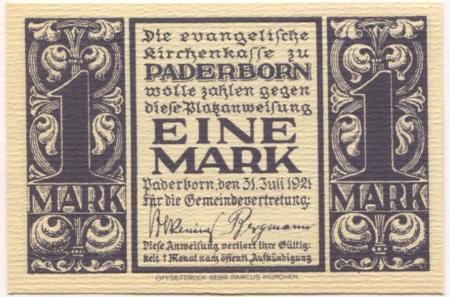 Die evangelische
Kirchenkasse zu
PADERBORN
wolle zahlen gegen
diese Platzanweisung
EINE
MARK
Paderborn, den 31. Juli 1921
Für die Gemeindevertretung:
Bergmann
Diese Anweisung verliert ihre Gültig-
keit 1 Monat nach öffentl. Aufkündigung
1
MARK
1
MARK
OFFSETDRUCK GEBR. PARCUS MÜNCHEN.